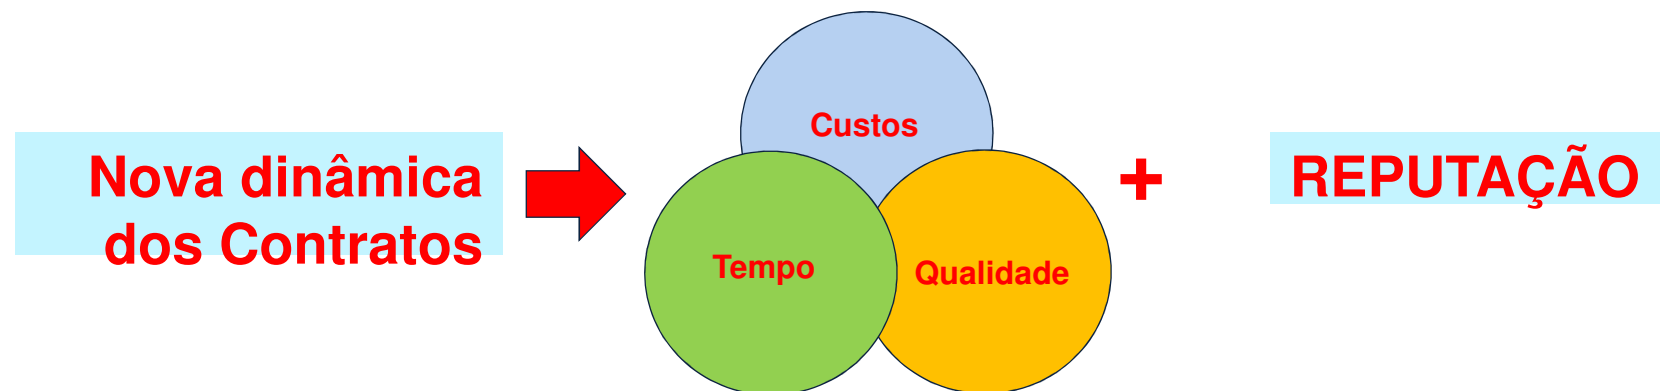 Nova dinâmica
dos Contratos
Custos
Tempo
Qualidade
+
REPUTAÇÃO